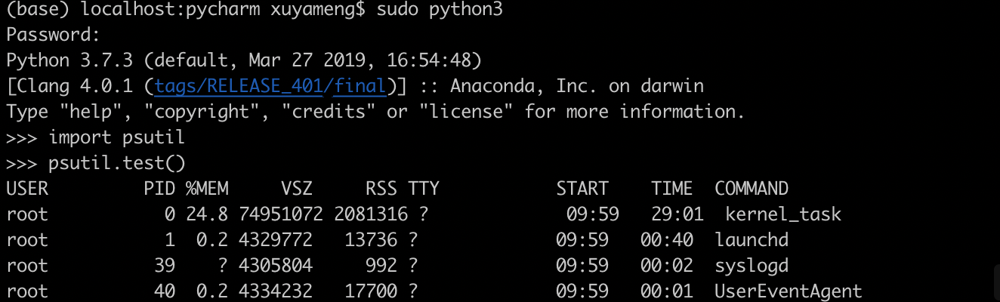 (base) localhost:pycharm xuyameng$ sudo python3
Password:
Python 3.7.3 (default, Mar 27 2019, 16:54:48)
[Clang 4.0.1 (tags/RELEASE_401/final)] :: Anaconda, Inc. on darwin
Type "help", "copyright", "credits" or "license" for more information.
>>> import psutil
>>> psutil.test()
USER         PID %MEM     VSZ     RSS TTY           START    TIME  COMMAND
root           0 24.8 74951072 2081316 ?             09:59   29:01  kernel_task
root           1  0.2 4329772   13736 ?             09:59   00:40  launchd
root          39    ? 4305804     992 ?             09:59   00:02  syslogd
root          40  0.2 4334232   17700 ?             09:59   00:01  UserEventAgent